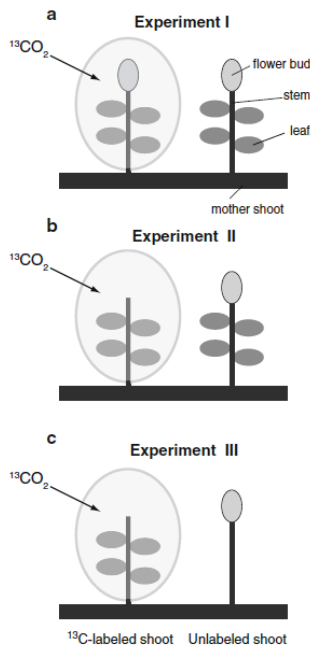 a
Experiment I
¹³CO₂
flower bud
stem
leaf
mother shoot
b
Experiment II
¹³CO₂
c
Experiment III
¹³CO₂
¹³C-labeled shoot Unlabeled shoot